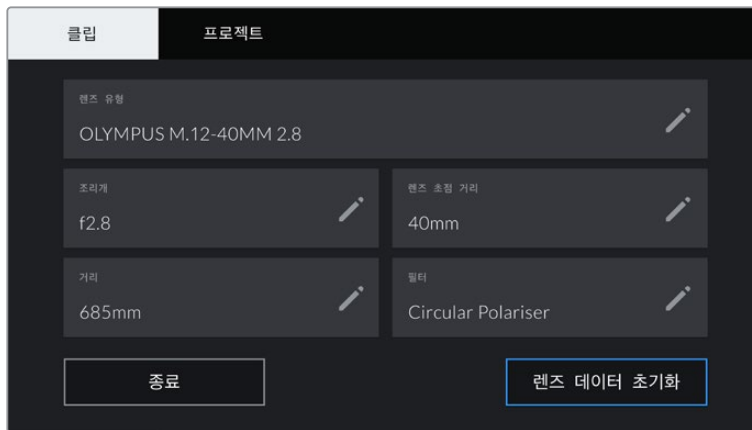 클립 프로젝트
렌즈 유형
OLYMPUS M.12-40MM 2.8
조리개 렌즈 초점 거리
f2.8 40mm
거리 필터
685mm Circular Polariser
종료 렌즈 데이터 초기화